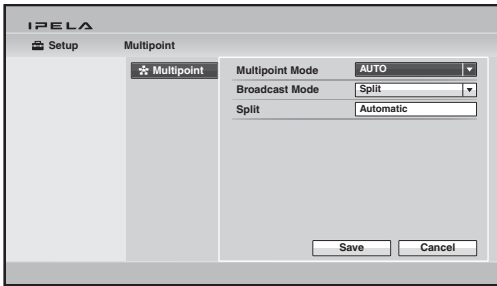 IPELA
Setup Multipoint
Multipoint
Multipoint Mode AUTO
Broadcast Mode Split
Split Automatic
Save Cancel